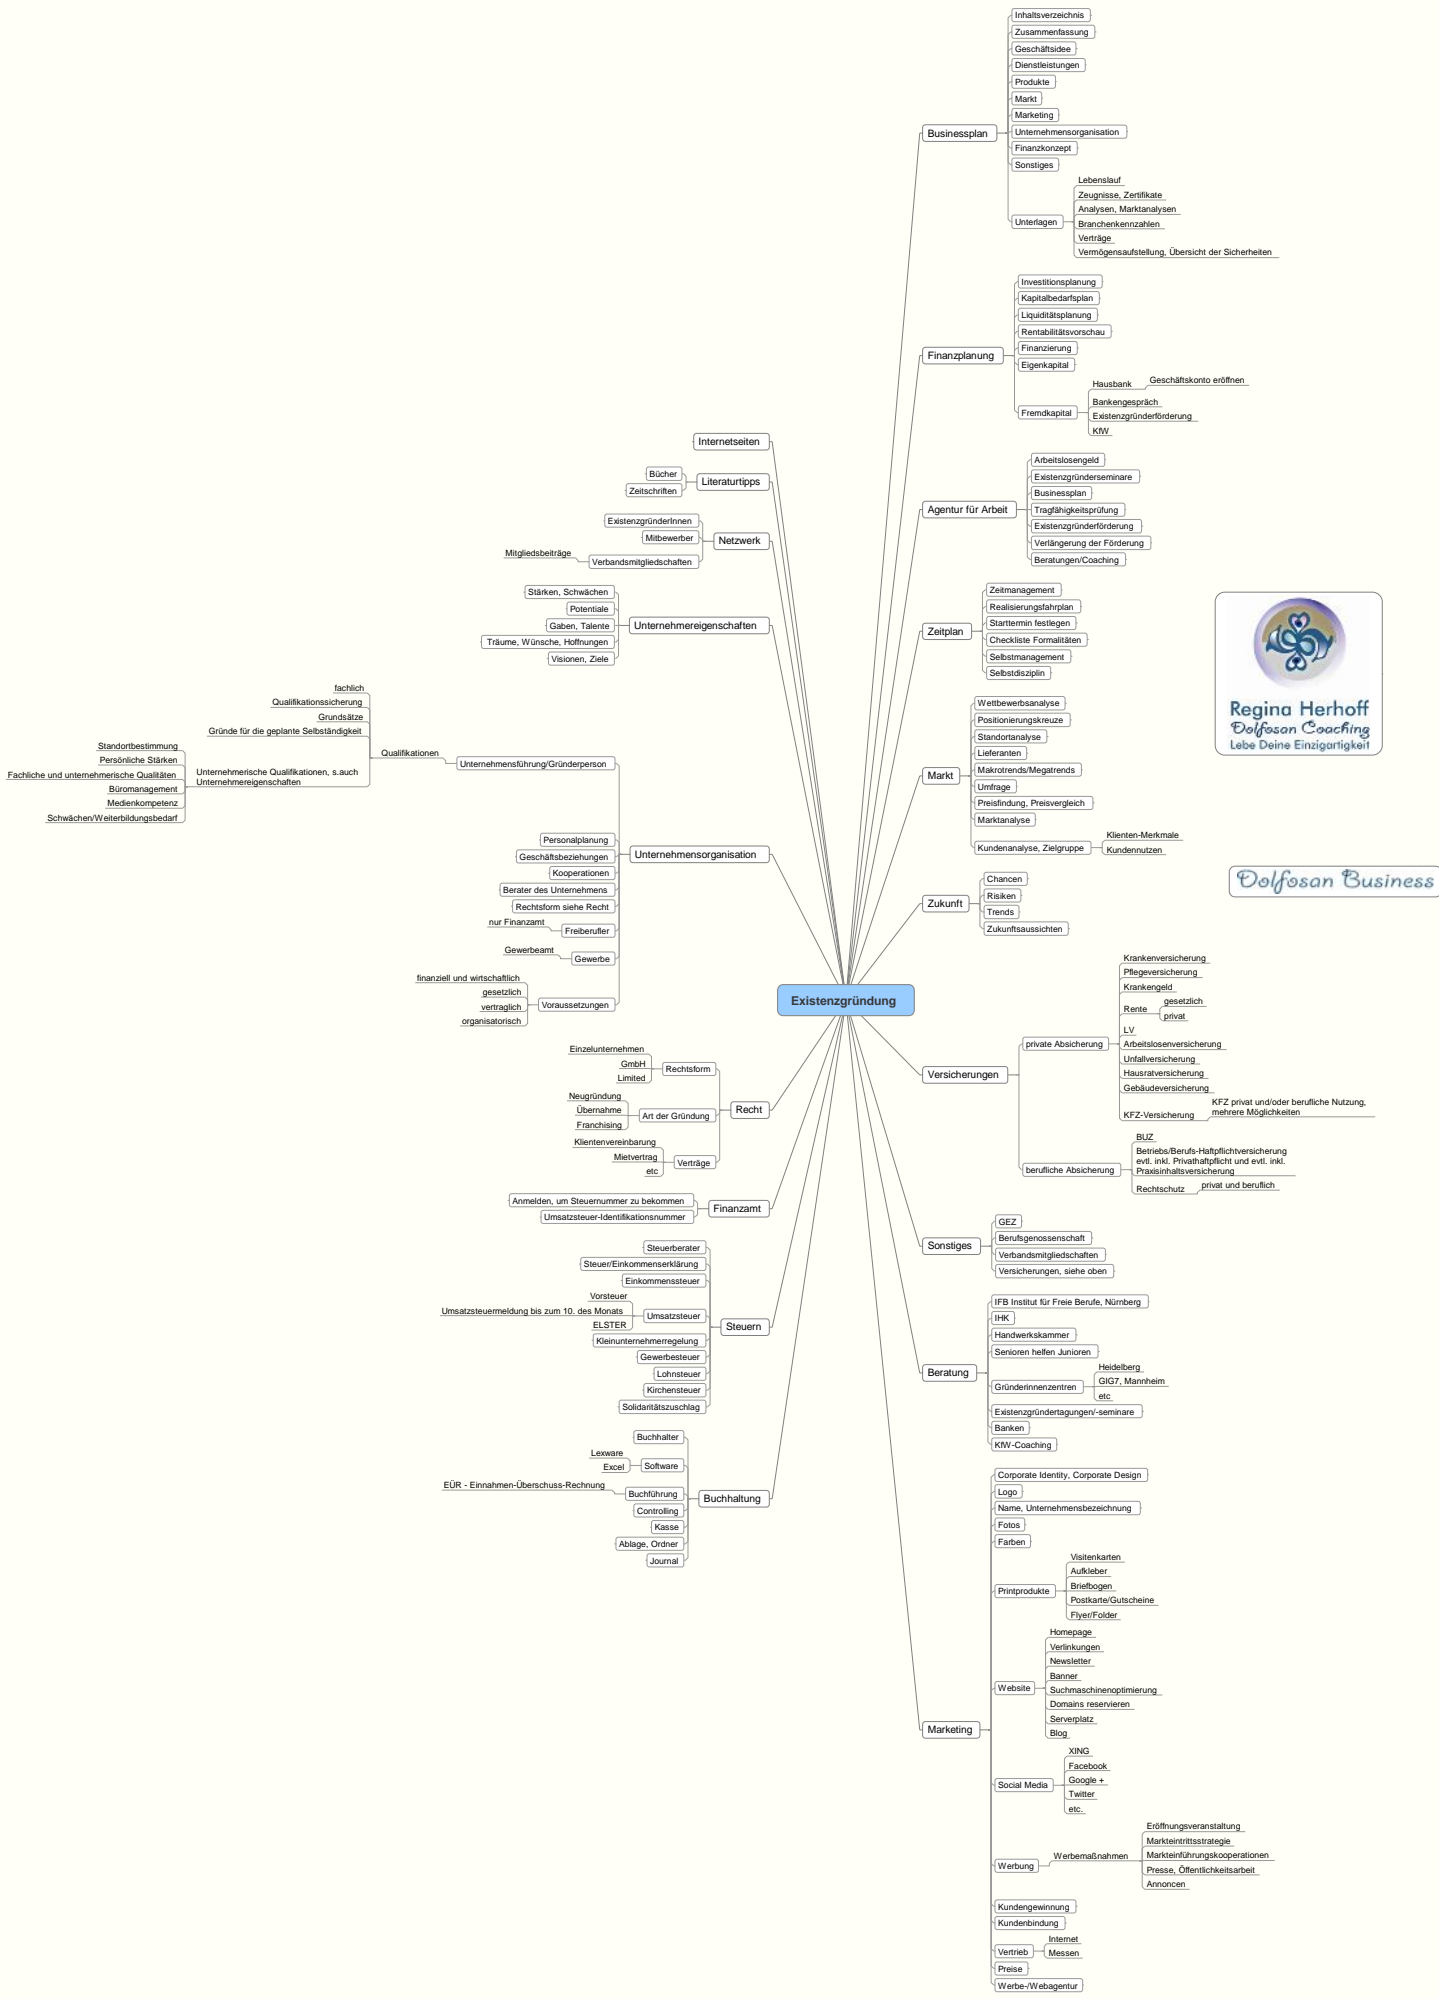 Existenzgründung
Businessplan
Inhaltsverzeichnis
Zusammenfassung
Geschäftsidee
Dienstleistungen
Produkte
Markt
Marketing
Unternehmensorganisation
Finanzkonzept
Sonstiges
Unterlagen
Lebenslauf
Zeugnisse, Zertifikate
Analysen, Marktanalysen
Branchenkennzahlen
Verträge
Vermögensaufstellung, Übersicht der Sicherheiten
Finanzplanung
Investitionsplanung
Kapitalbedarfsplan
Liquiditätsplanung
Rentabilitätsvorschau
Finanzierung
Eigenkapital
Fremdkapital
Hausbank
Geschäftskonto eröffnen
Bankengespräch
Existenzgründerförderung
KfW
Agentur für Arbeit
Arbeitslosengeld
Existenzgründerseminare
Businessplan
Tragfähigkeitsprüfung
Existenzgründerförderung
Verlängerung der Förderung
Beratungen/Coaching
Zeitplan
Zeitmanagement
Realisierungsfahrplan
Starttermin festlegen
Checkliste Formalitäten
Selbstmanagement
Selbstdisziplin
Markt
Wettbewerbsanalyse
Positionierungskreuze
Standortanalyse
Lieferanten
Makrotrends/Megatrends
Umfrage
Preisfindung, Preisvergleich
Marktanalyse
Kundenanalyse, Zielgruppe
Klienten-Merkmale
Kundennutzen
Zukunft
Chancen
Risiken
Trends
Zukunftsaussichten
Versicherungen
private Absicherung
Krankenversicherung
Pflegeversicherung
Krankengeld
Rente
gesetzlich
privat
LV
Arbeitslosenversicherung
Unfallversicherung
Hausratversicherung
Gebäudeversicherung
KFZ-Versicherung
KFZ privat und/oder berufliche Nutzung,
mehrere Möglichkeiten
berufliche Absicherung
BUZ
Betriebs/Berufs-Haftpflichtversicherung
evtl. inkl. Privathaftpflicht und evtl. inkl.
Praxisinhaltsversicherung
Rechtschutz
privat und beruflich
Sonstiges
GEZ
Berufsgenossenschaft
Verbandsmitgliedschaften
Versicherungen, siehe oben
Beratung
IFB Institut für Freie Berufe, Nürnberg
IHK
Handwerkskammer
Senioren helfen Junioren
Gründerinnenzentren
Heidelberg
GIG7, Mannheim
etc
Existenzgründertagungen/-seminare
Banken
KfW-Coaching
Marketing
Corporate Identity, Corporate Design
Logo
Name, Unternehmensbezeichnung
Fotos
Farben
Printprodukte
Visitenkarten
Aufkleber
Briefbogen
Postkarte/Gutscheine
Flyer/Folder
Website
Homepage
Verlinkungen
Newsletter
Banner
Suchmaschinenoptimierung
Domains reservieren
Serverplatz
Blog
Social Media
XING
Facebook
Google +
Twitter
etc.
Werbung
Werbemaßnahmen
Eröffnungsveranstaltung
Markteintrittsstrategie
Markteinführungskooperationen
Presse, Öffentlichkeitsarbeit
Annoncen
Kundengewinnung
Kundenbindung
Vertrieb
Internet
Messen
Preise
Werbe-/Webagentur
Internetseiten
Literaturtipps
Bücher
Zeitschriften
Netzwerk
ExistenzgründerInnen
Mitbewerber
Verbandsmitgliedschaften
Mitgliedsbeiträge
Unternehmereigenschaften
Stärken, Schwächen
Potentiale
Gaben, Talente
Träume, Wünsche, Hoffnungen
Visionen, Ziele
Unternehmensorganisation
Unternehmensführung/Gründerperson
Qualifikationen
fachlich
Qualifikationssicherung
Grundsätze
Gründe für die geplante Selbständigkeit
Unternehmerische Qualifikationen, s.auch
Unternehmereigenschaften
Standortbestimmung
Persönliche Stärken
Fachliche und unternehmerische Qualitäten
Büromanagement
Medienkompetenz
Schwächen/Weiterbildungsbedarf
Personalplanung
Geschäftsbeziehungen
Kooperationen
Berater des Unternehmens
Rechtsform siehe Recht
Freiberufler
nur Finanzamt
Gewerbe
Gewerbeamt
Voraussetzungen
finanziell und wirtschaftlich
gesetzlich
vertraglich
organisatorisch
Recht
Rechtsform
Einzelunternehmen
GmbH
Limited
Art der Gründung
Neugründung
Übernahme
Franchising
Verträge
Klientenvereinbarung
Mietvertrag
etc
Finanzamt
Anmelden, um Steuernummer zu bekommen
Umsatzsteuer-Identifikationsnummer
Steuern
Steuerberater
Steuer/Einkommenserklärung
Einkommenssteuer
Umsatzsteuer
Vorsteuer
Umsatzsteuermeldung bis zum 10. des Monats
ELSTER
Kleinunternehmerregelung
Gewerbesteuer
Lohnsteuer
Kirchensteuer
Solidaritätszuschlag
Buchhaltung
Buchhalter
Software
Lexware
Excel
Buchführung
EÜR - Einnahmen-Überschuss-Rechnung
Controlling
Kasse
Ablage, Ordner
Journal
Regina Herhoff
Dolfosan Coaching
Lebe Deine Einzigartigkeit
Dolfosan Business